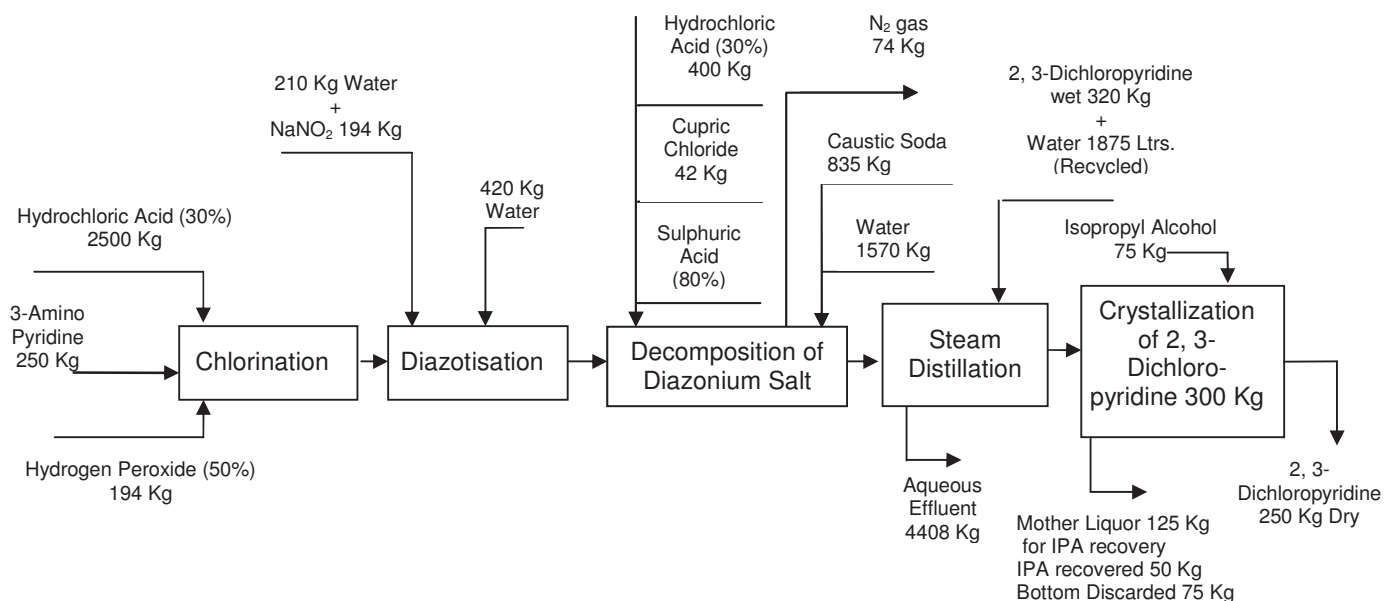 Hydrochloric
Acid (30%)
400 Kg
N₂ gas
74 Kg
210 Kg Water
+
NaNO₂ 194 Kg
2, 3-Dichloropyridine
wet 320 Kg
+
Water 1875 Ltrs.
(Recycled)
Cupric
Chloride
42 Kg
Caustic Soda
835 Kg
420 Kg
Water
Hydrochloric Acid (30%)
2500 Kg
Sulphuric
Acid
(80%)
Water
1570 Kg
Isopropyl Alcohol
75 Kg
3-Amino
Pyridine
250 Kg
Chlorination
Diazotisation
Decomposition of
Diazonium Salt
Steam
Distillation
Crystallization
of 2, 3-
Dichloro-
pyridine 300 Kg
Hydrogen Peroxide (50%)
194 Kg
Aqueous
Effluent
4408 Kg
Mother Liquor 125 Kg
for IPA recovery
IPA recovered 50 Kg
Bottom Discarded 75 Kg
2, 3-
Dichloropyridine
250 Kg Dry